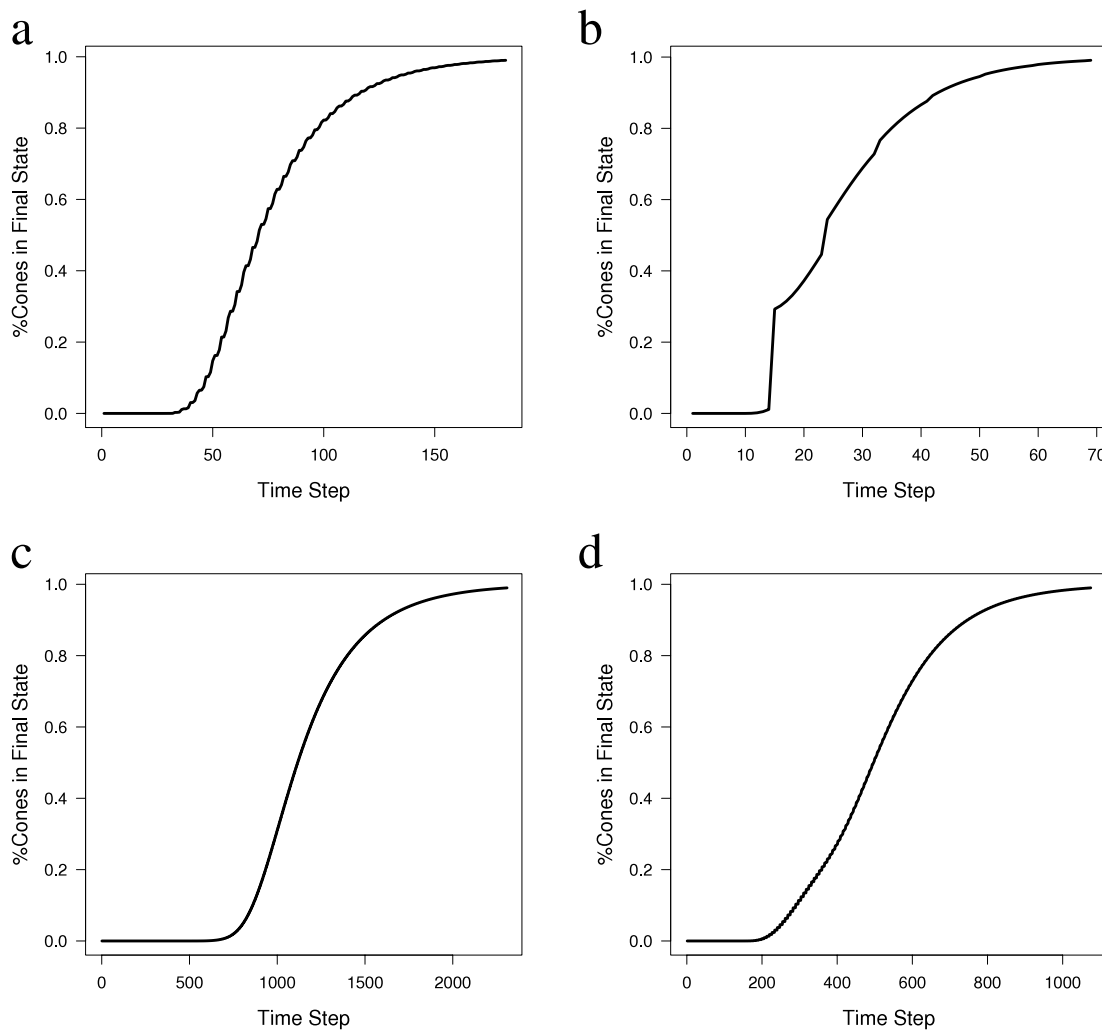 a
%Cones in Final State
1.0
0.8
0.6
0.4
0.2
0.0
0 50 100 150
Time Step
b
%Cones in Final State
1.0
0.8
0.6
0.4
0.2
0.0
0 10 20 30 40 50 60 70
Time Step
c
%Cones in Final State
1.0
0.8
0.6
0.4
0.2
0.0
0 500 1000 1500 2000
Time Step
d
%Cones in Final State
1.0
0.8
0.6
0.4
0.2
0.0
0 200 400 600 800 1000
Time Step